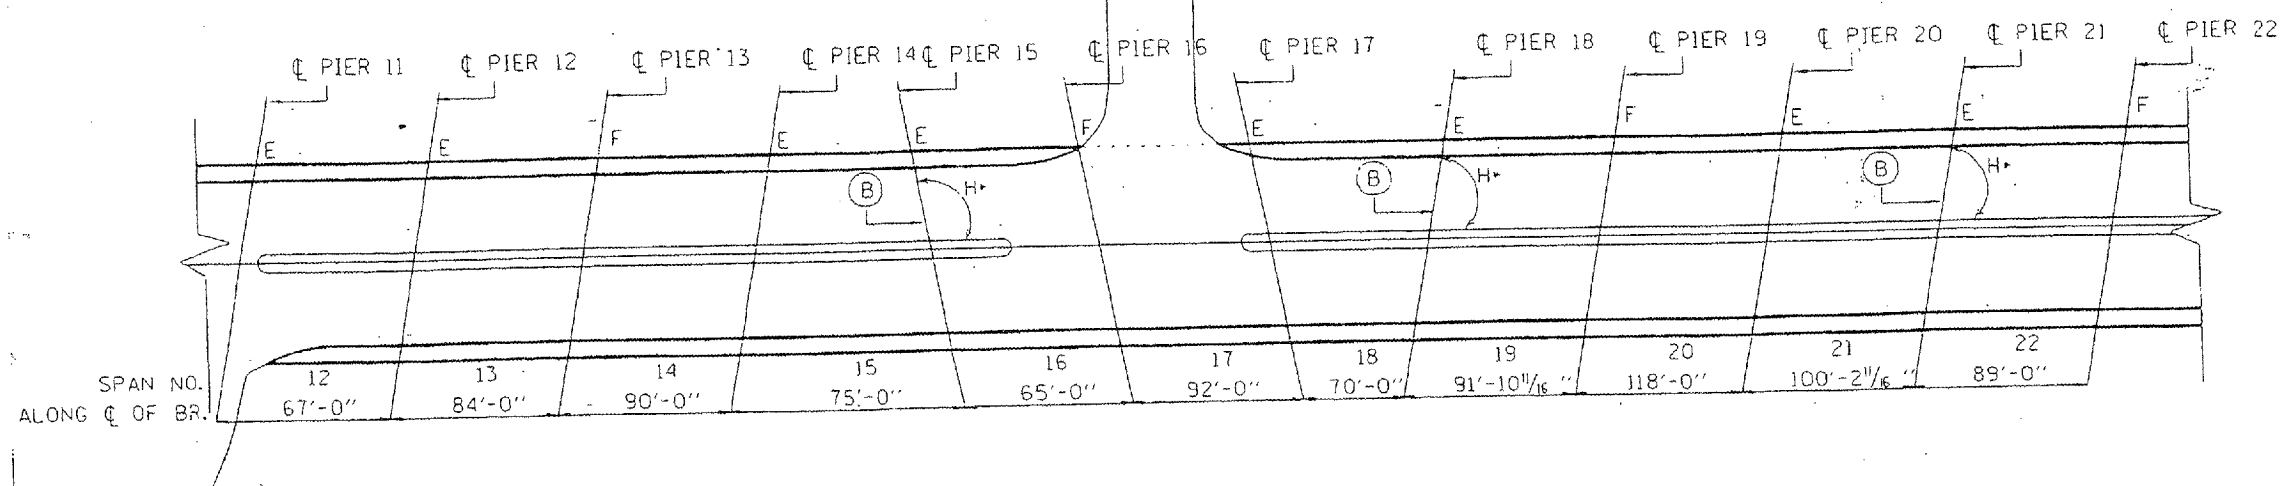 ℄ PIER 11 ℄ PIER 12 ℄ PIER 13 ℄ PIER 14 ℄ PIER 15 ℄ PIER 16 ℄ PIER 17 ℄ PIER 18 ℄ PIER 19 ℄ PIER 20 ℄ PIER 21 ℄ PIER 22
E E F E E F E E F E E F
B H B H B H
SPAN NO. 12 13 14 15 16 17 18 19 20 21 22
ALONG ℄ OF BR. 67'-0" 84'-0" 90'-0" 75'-0" 65'-0" 92'-0" 70'-0" 91'-10 11/16" 118'-0" 100'-2 11/16" 89'-0"